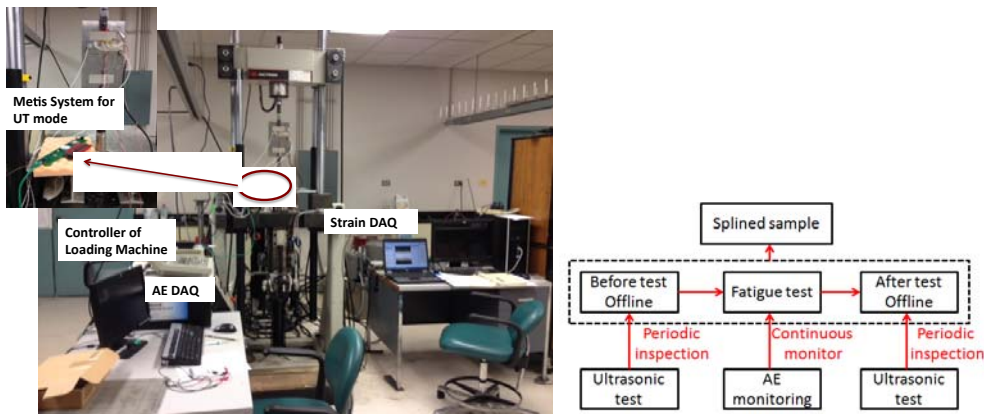 Metis System for
UT mode
Controller of
Loading Machine
AE DAQ
Strain DAQ
Splined sample
Before test
Offline
Fatigue test
After test
Offline
Periodic
inspection
Continuous
monitor
Periodic
inspection
Ultrasonic
test
AE
monitoring
Ultrasonic
test